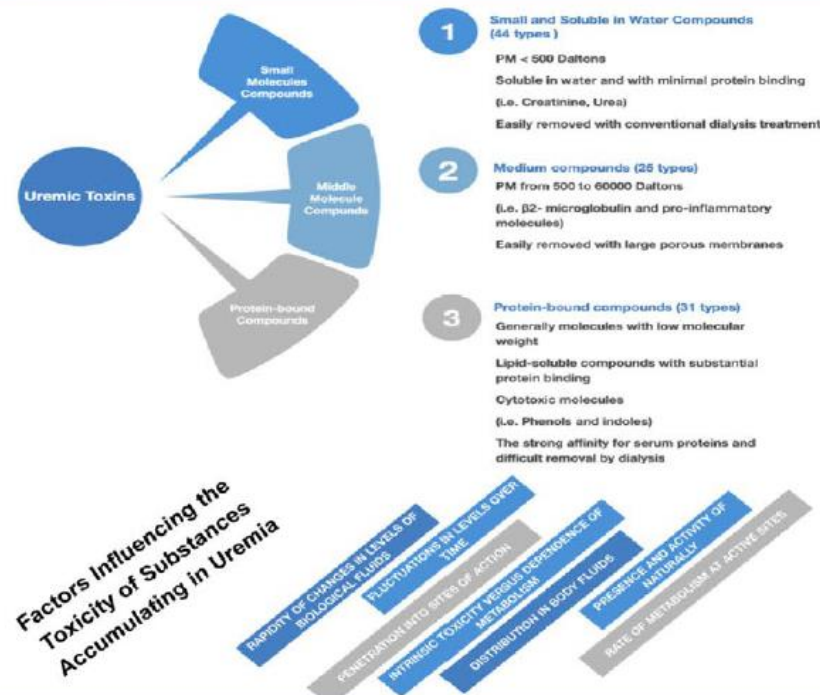 Uremic Toxins
Small
Molecules
Compounds
Middle
Molecule
Compunds
Protein-bound
Compounds
1
Small and Soluble in Water Compounds
(44 types )
PM < 500 Daltons
Soluble in water and with minimal protein binding
(i.e. Creatinine, Urea)
Easily removed with conventional dialysis treatment
2
Medium compounds (25 types)
PM from 500 to 60000 Daltons
(i.e. β2- microglobulin and pro-inflammatory
molecules)
Easily removed with large porous membranes
3
Protein-bound compounds (31 types)
Generally molecules with low molecular
weight
Lipid-soluble compounds with substantial
protein binding
Cytotoxic molecules
(i.e. Phenols and indoles)
The strong affinity for serum proteins and
difficult removal by dialysis
Factors Influencing the
Toxicity of Substances
Accumulating in Uremia
RAPIDITY OF CHANGES IN LEVELS OF
BIOLOGICAL FLUIDS
FLUCTUATIONS IN LEVELS OVER
TIME
PENETRATION INTO SITES OF ACTION
INTRINSIC TOXICITY VERSUS DEPENDENCE OF
METABOLISM
DISTRIBUTION IN BODY FLUIDS
PRESENCE AND ACTIVITY OF
NATURALLY
RATE OF METABOLISM AT ACTIVE SITES